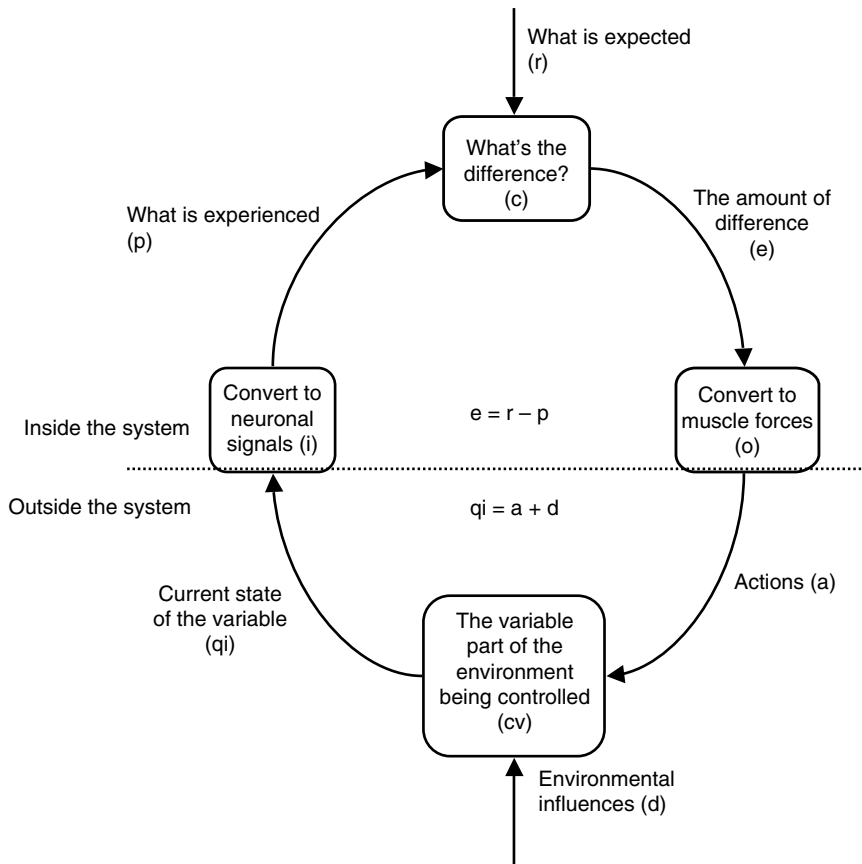 What is expected
(r)
What's the
difference?
(c)
What is experienced
(p)
The amount of
difference
(e)
Convert to
neuronal
signals (i)
e = r – p
Convert to
muscle forces
(o)
Inside the system
Outside the system
qi = a + d
Current state
of the variable
(qi)
Actions (a)
The variable
part of the
environment
being controlled
(cv)
Environmental
influences (d)